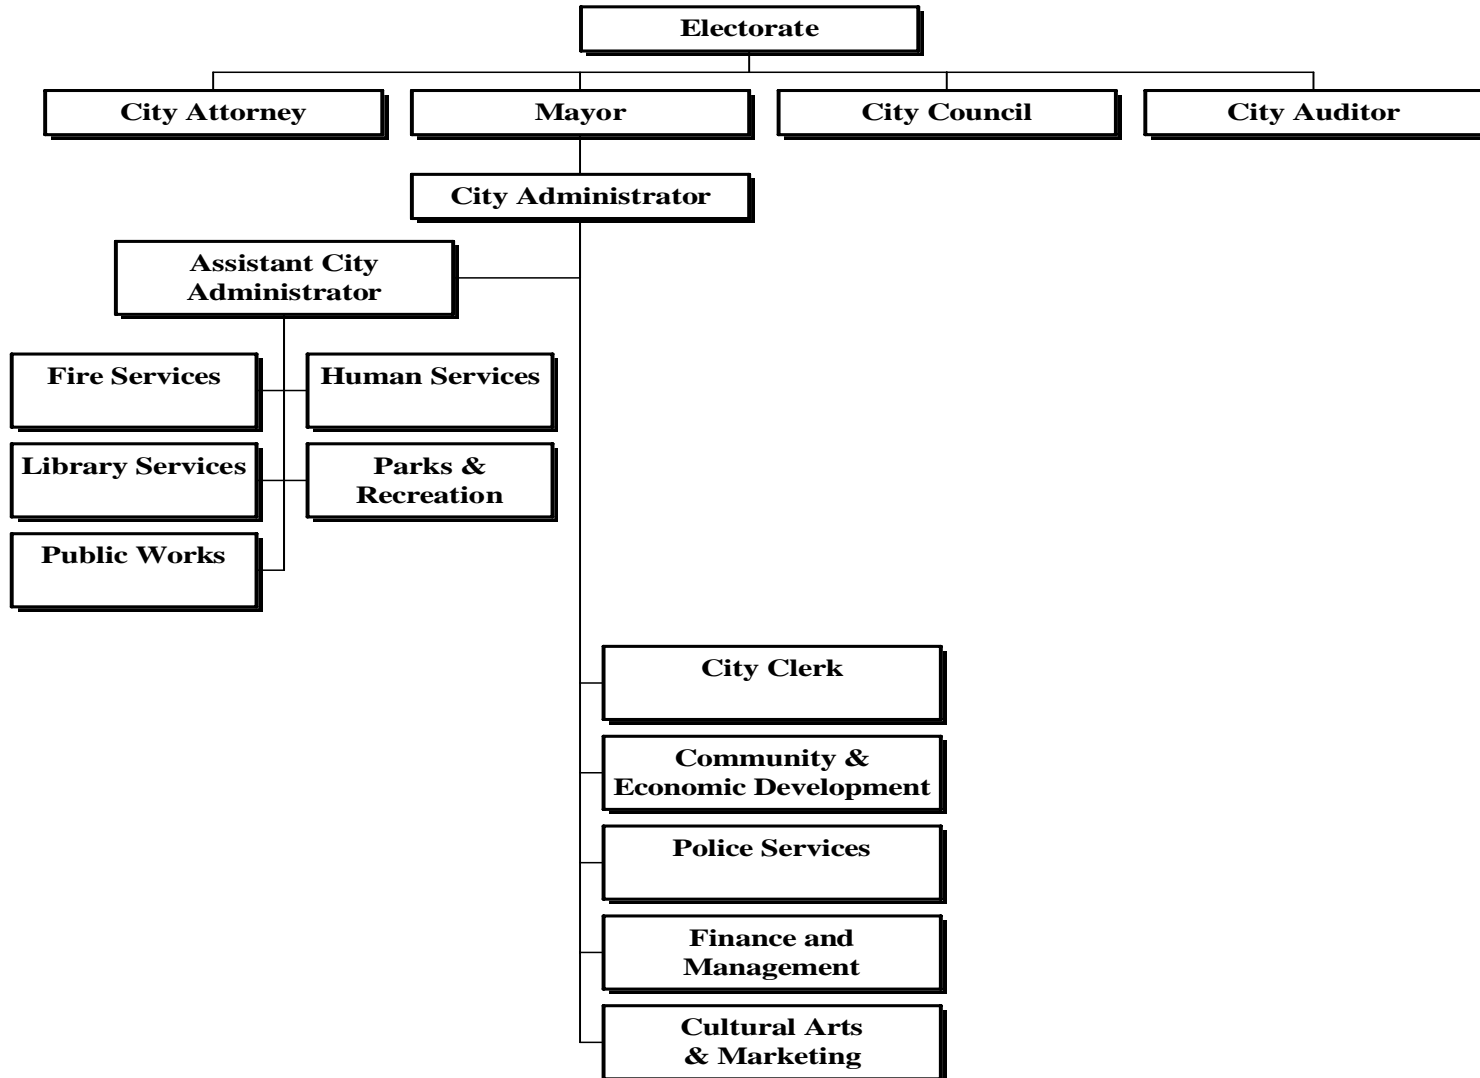 Electorate
City Attorney
Mayor
City Council
City Auditor
City Administrator
Assistant City
Administrator
Fire Services
Human Services
Library Services
Parks &
Recreation
Public Works
City Clerk
Community &
Economic Development
Police Services
Finance and
Management
Cultural Arts
& Marketing